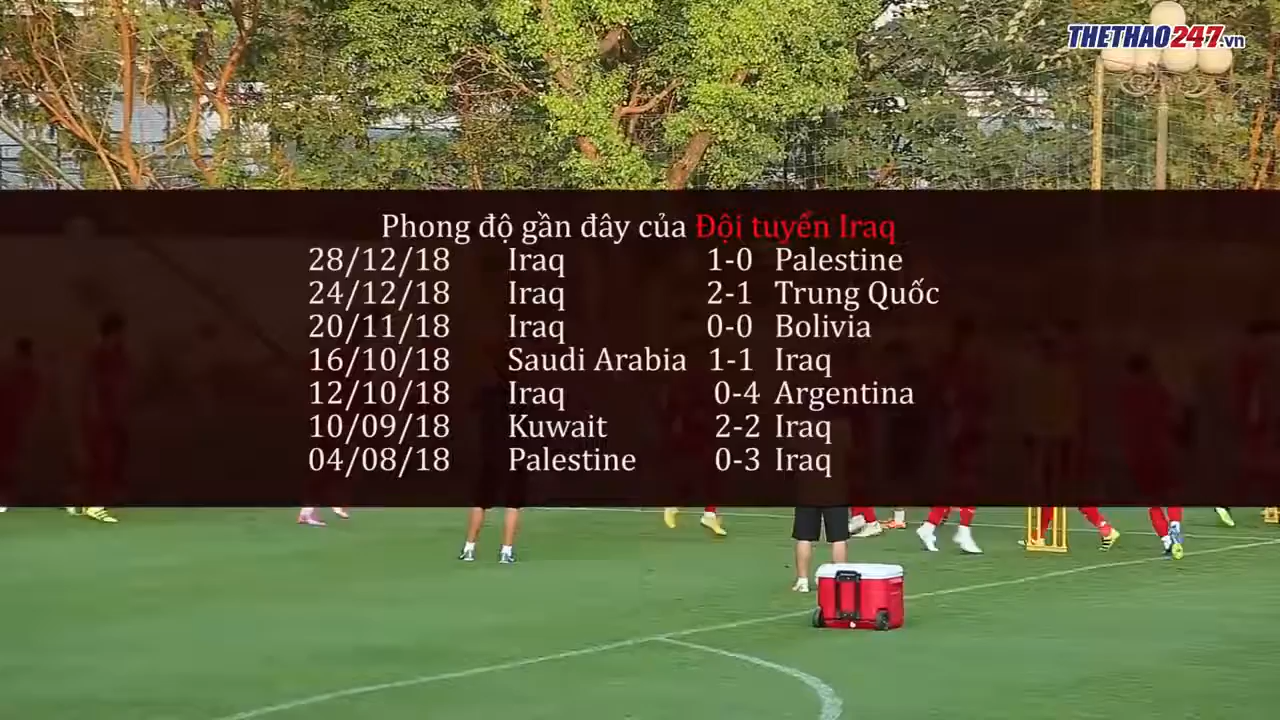 THETHAO247.vn
Phong độ gần đây của Đội tuyển Iraq
28/12/18 Iraq 1-0 Palestine
24/12/18 Iraq 2-1 Trung Quốc
20/11/18 Iraq 0-0 Bolivia
16/10/18 Saudi Arabia 1-1 Iraq
12/10/18 Iraq 0-4 Argentina
10/09/18 Kuwait 2-2 Iraq
04/08/18 Palestine 0-3 Iraq